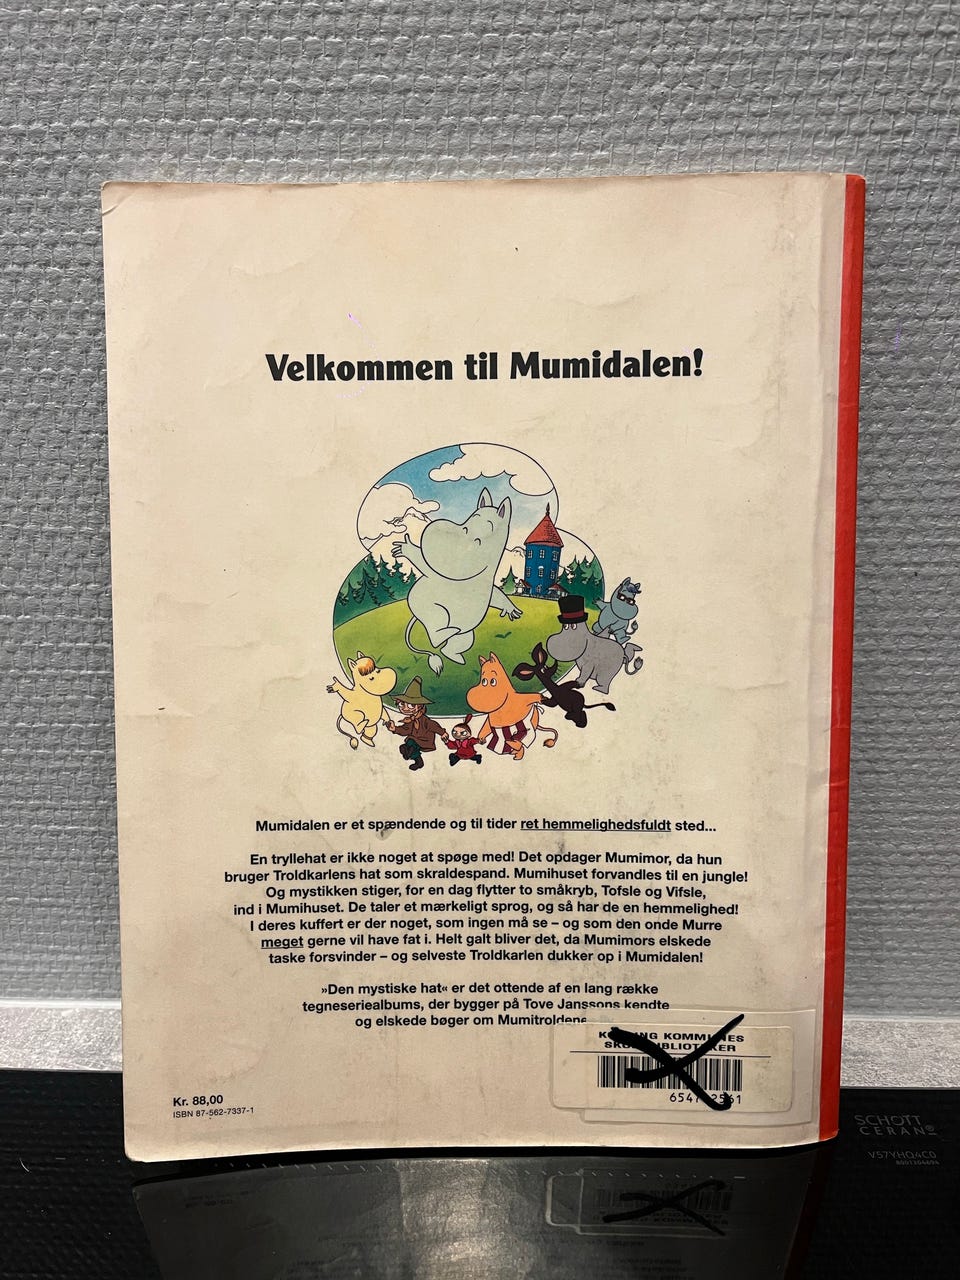 Velkommen til Mumidalen!
Mumidalen er et spændende og til tider ret hemmelighedsfuldt sted...
En tryllehat er ikke noget at spøge med! Det opdager Mumimor, da hun
bruger Troldkarlens hat som skraldespand. Mumihuset forvandles til en jungle!
Og mystikken stiger, for en dag flytter to småkryb, Tofsle og Vifsle,
ind i Mumihuset. De taler et mærkeligt sprog, og så har de en hemmelighed!
I deres kuffert er der noget, som ingen må se – og som den onde Murre
meget gerne vil have fat i. Helt galt bliver det, da Mumimors elskede
taske forsvinder – og selveste Troldkarlen dukker op i Mumidalen!
»Den mystiske hat« er det ottende af en lang række
tegneseriealbums, der bygger på Tove Janssons kendte
og elskede bøger om Mumitroldene
Kr. 88,00
ISBN 87-562-7337-1
SCHOTT
CERAN®
V57YHQ4C0